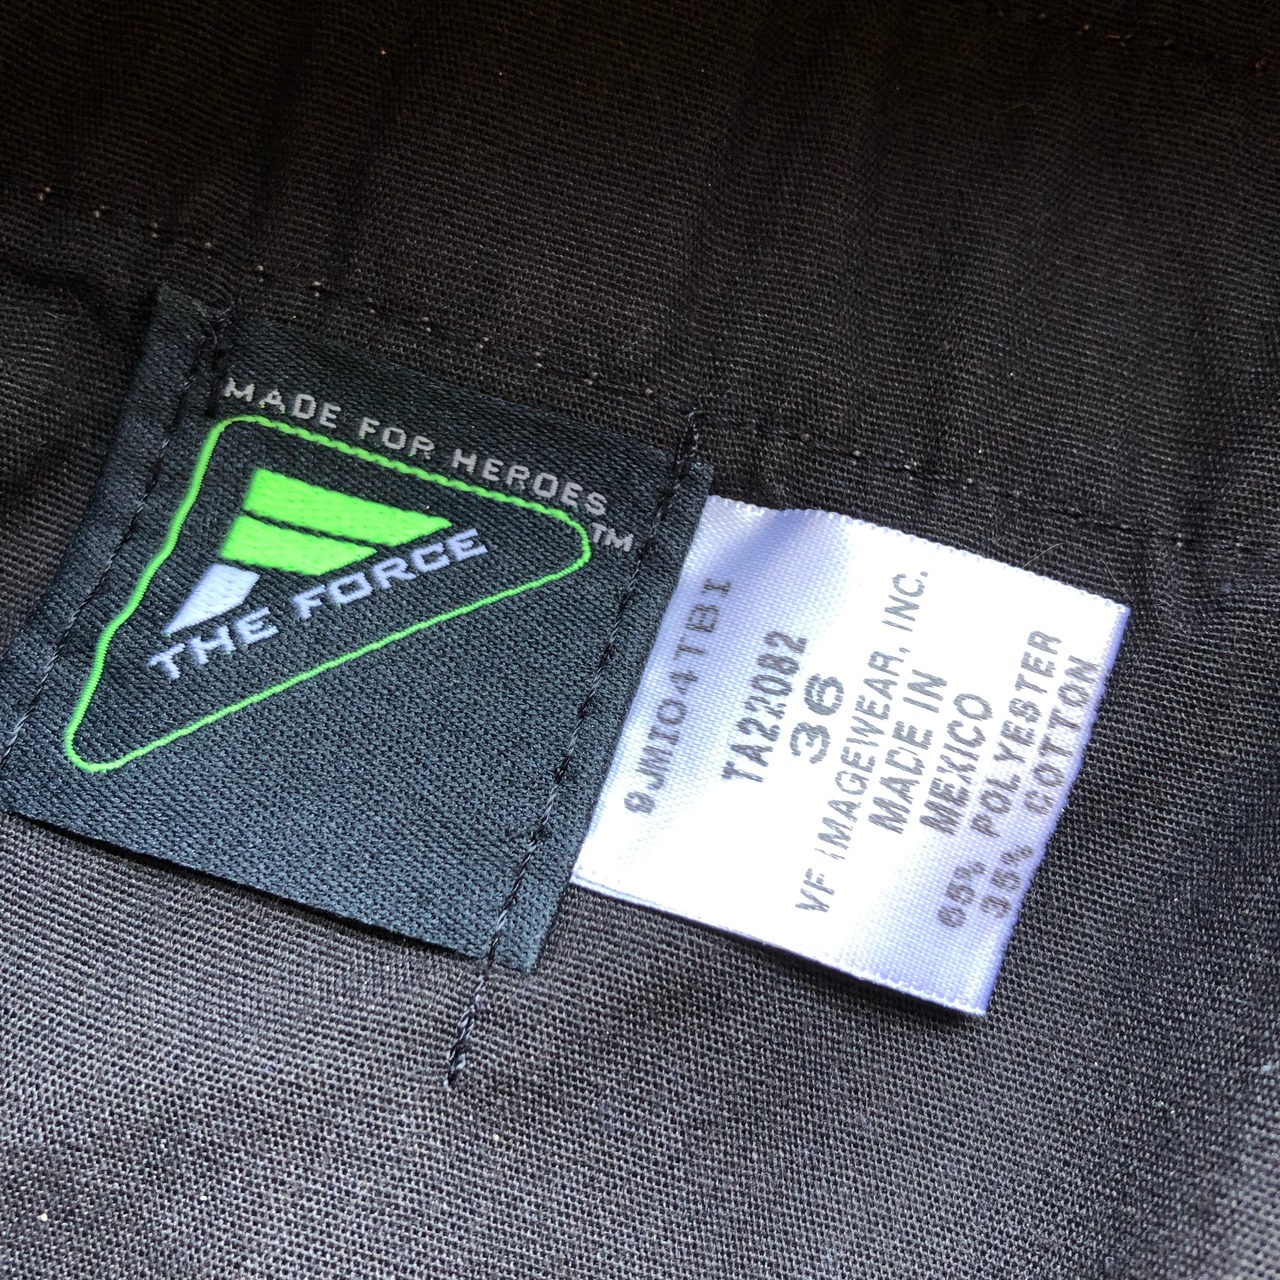 MADE FOR HEROES
TM
THE FORCE
9JMI04TBI
TA22082
36
VF IMAGEWEAR, INC.
MADE IN
MEXICO
65% POLYESTER
35% COTTON